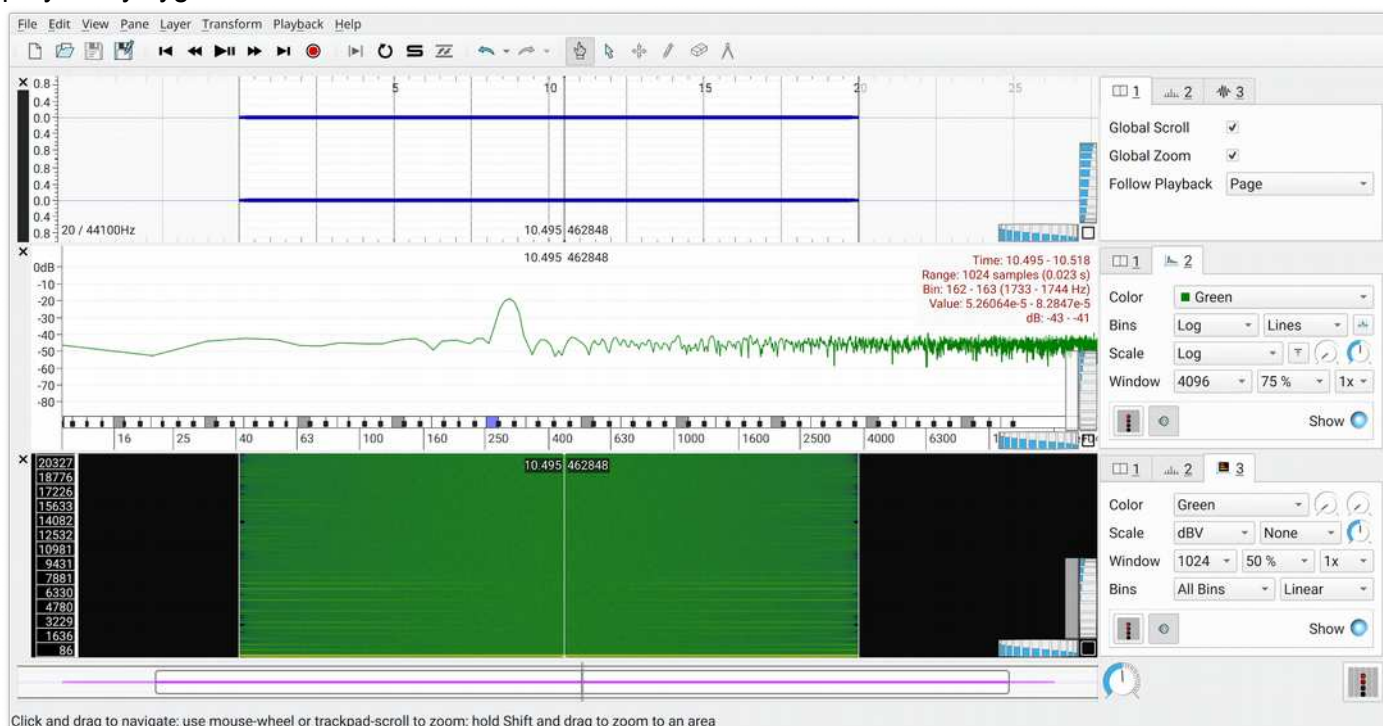 File Edit View Pane Layer Transform Playback Help
5 10 15 20 25
0.8
0.4
0.0
0.4
0.8
0.4
0.0
0.4
0.8
20 / 44100Hz
10.495 462848
1 2 3
Global Scroll
Global Zoom
Follow Playback Page
10.495 462848
Time: 10.495 - 10.518
Range: 1024 samples (0.023 s)
Bin: 162 - 163 (1733 - 1744 Hz)
Value: 5.26064e-5 - 8.2847e-5
dB: -43 - -41
0dB
-10
-20
-30
-40
-50
-60
-70
-80
16 25 40 63 100 160 250 400 630 1000 1600 2500 4000 6300
1 2
Color Green
Bins Log Lines
Scale Log
Window 4096 75 % 1x
Show
10.495 462848
20327
18776
17226
15633
14082
12532
10981
9431
7881
6330
4780
3229
1636
86
1 2 3
Color Green
Scale dBV None
Window 1024 50 % 1x
Bins All Bins Linear
Show
Click and drag to navigate; use mouse-wheel or trackpad-scroll to zoom; hold Shift and drag to zoom to an area